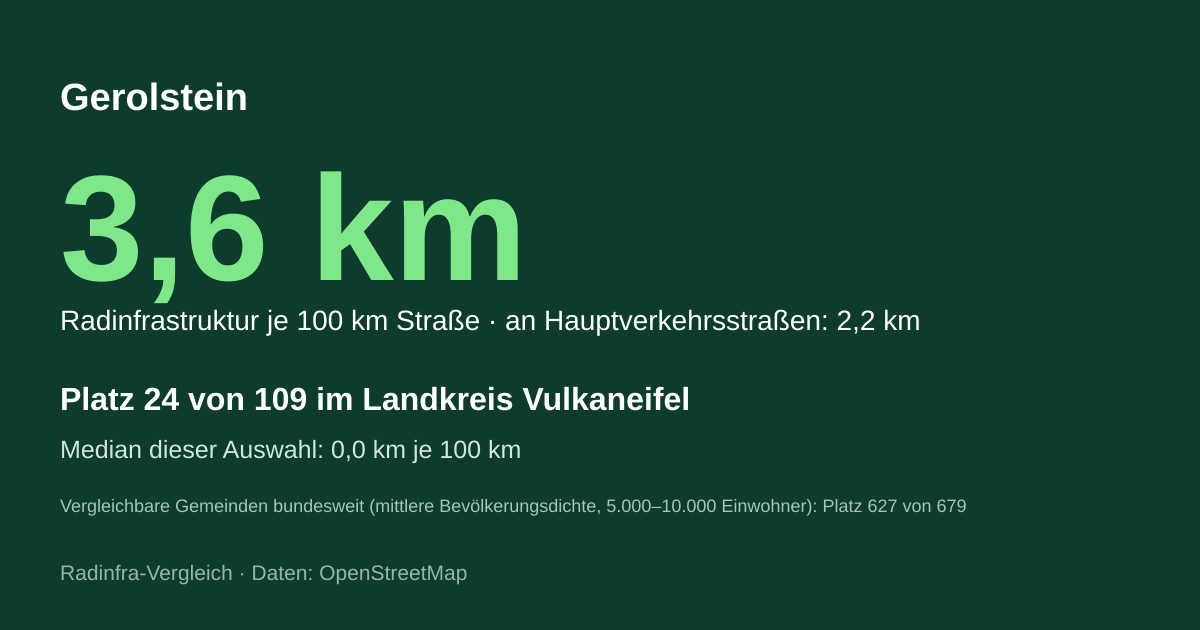 Gerolstein
3,6 km
Radinfrastruktur je 100 km Straße · an Hauptverkehrsstraßen: 2,2 km
Platz 24 von 109 im Landkreis Vulkaneifel
Median dieser Auswahl: 0,0 km je 100 km
Vergleichbare Gemeinden bundesweit (mittlere Bevölkerungsdichte, 5.000–10.000 Einwohner): Platz 627 von 679
Radinfra-Vergleich · Daten: OpenStreetMap